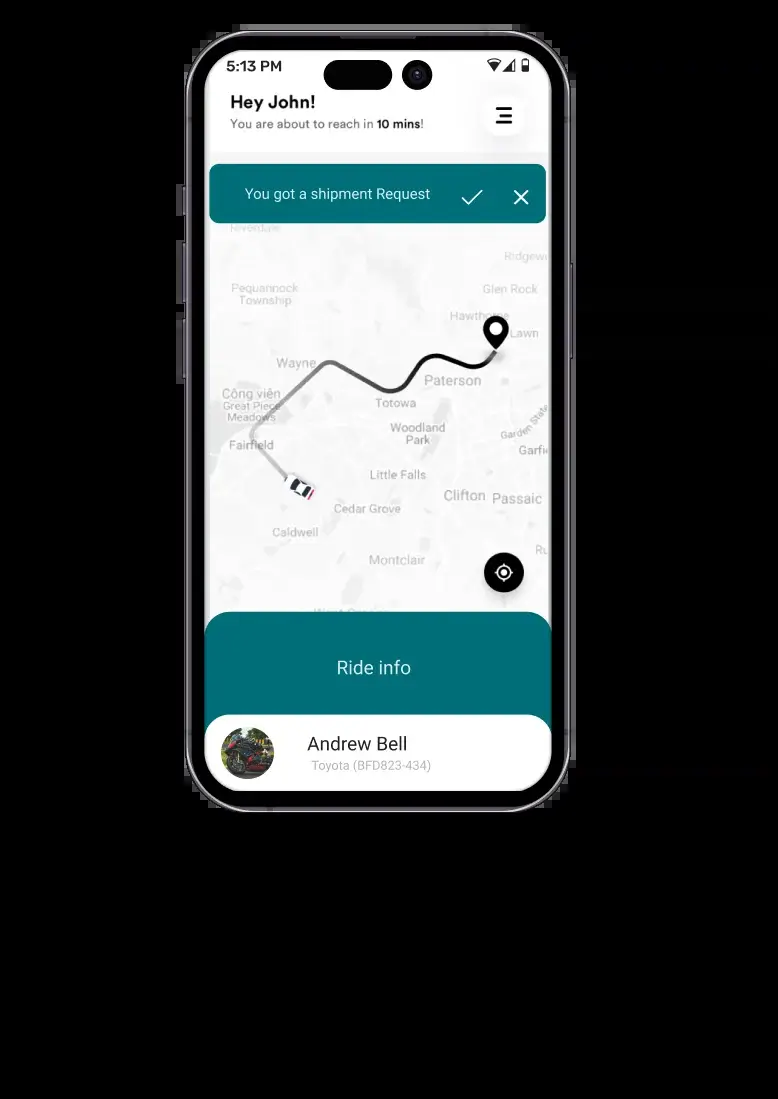 5:13 PM
Hey John!
You are about to reach in 10 mins!
You got a shipment Request
Riverdale
Ridgew
Pequannock
Township
Glen Rock
Hawthorne
Lawn
Wayne
Paterson
Công viên
Great Piece
Meadows
Totowa
Garden State
Woodland
Park
Fairfield
Garfi
Little Falls
Clifton
Passaic
Cedar Grove
Caldwell
Ru
Montclair
Ride info
Andrew Bell
Toyota (BFD823-434)